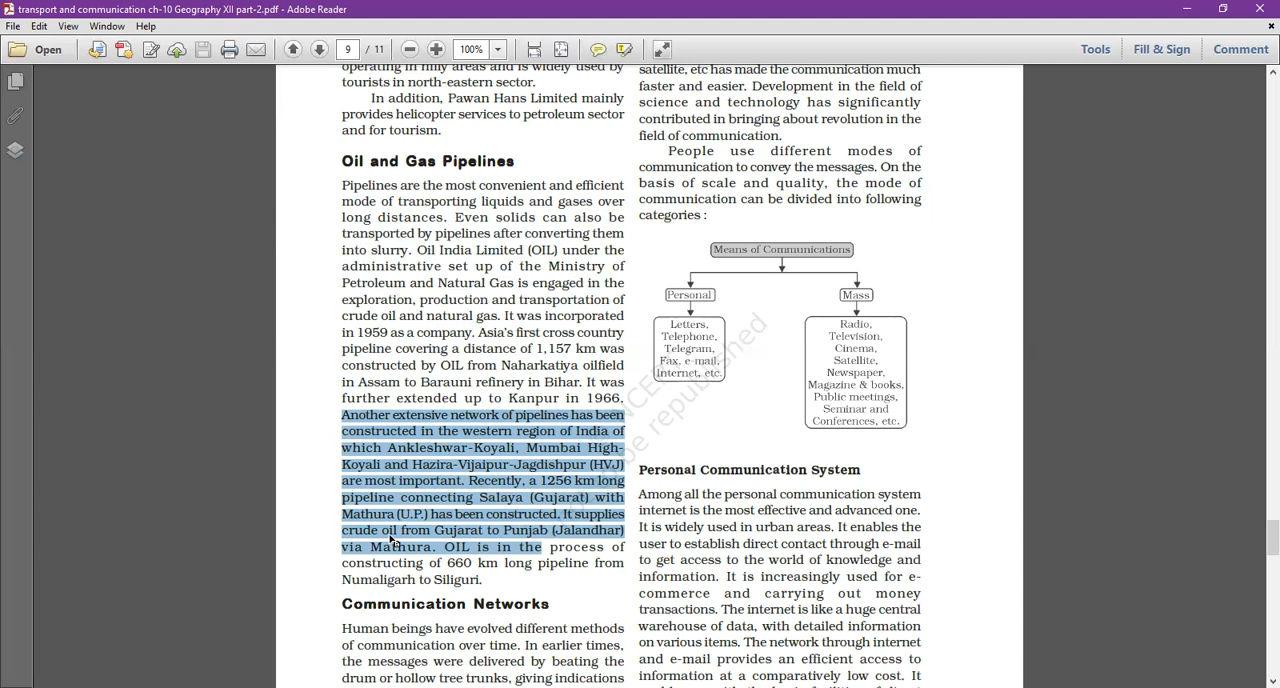 transport and communication ch-10 Geography XII part-2.pdf - Adobe Reader
File Edit View Window Help
Open 9 / 11 100% Tools Fill & Sign Comment
operating in hilly areas and is widely used by
tourists in north-eastern sector.
In addition, Pawan Hans Limited mainly
provides helicopter services to petroleum sector
and for tourism.
Oil and Gas Pipelines
Pipelines are the most convenient and efficient
mode of transporting liquids and gases over
long distances. Even solids can also be
transported by pipelines after converting them
into slurry. Oil India Limited (OIL) under the
administrative set up of the Ministry of
Petroleum and Natural Gas is engaged in the
exploration, production and transportation of
crude oil and natural gas. It was incorporated
in 1959 as a company. Asia's first cross country
pipeline covering a distance of 1,157 km was
constructed by OIL from Naharkatiya oilfield
in Assam to Barauni refinery in Bihar. It was
further extended up to Kanpur in 1966.
Another extensive network of pipelines has been
constructed in the western region of India of
which Ankleshwar-Koyali, Mumbai High-
Koyali and Hazira-Vijaipur-Jagdishpur (HVJ)
are most important. Recently, a 1256 km long
pipeline connecting Salaya (Gujarat) with
Mathura (U.P.) has been constructed. It supplies
crude oil from Gujarat to Punjab (Jalandhar)
via Mathura. OIL is in the process of
constructing of 660 km long pipeline from
Numaligarh to Siliguri.
Communication Networks
Human beings have evolved different methods
of communication over time. In earlier times,
the messages were delivered by beating the
drum or hollow tree trunks, giving indications
satellite, etc has made the communication much
faster and easier. Development in the field of
science and technology has significantly
contributed in bringing about revolution in the
field of communication.
People use different modes of
communication to convey the messages. On the
basis of scale and quality, the mode of
communication can be divided into following
categories :
Means of Communications
Personal
Mass
Letters,
Telephone,
Telegram,
Fax, e-mail,
Internet, etc.
Radio,
Television,
Cinema,
Satellite,
Newspaper,
Magazine & books,
Public meetings,
Seminar and
Conferences, etc.
be republished
Personal Communication System
Among all the personal communication system
internet is the most effective and advanced one.
It is widely used in urban areas. It enables the
user to establish direct contact through e-mail
to get access to the world of knowledge and
information. It is increasingly used for e-
commerce and carrying out money
transactions. The internet is like a huge central
warehouse of data, with detailed information
on various items. The network through internet
and e-mail provides an efficient access to
information at a comparatively low cost. It